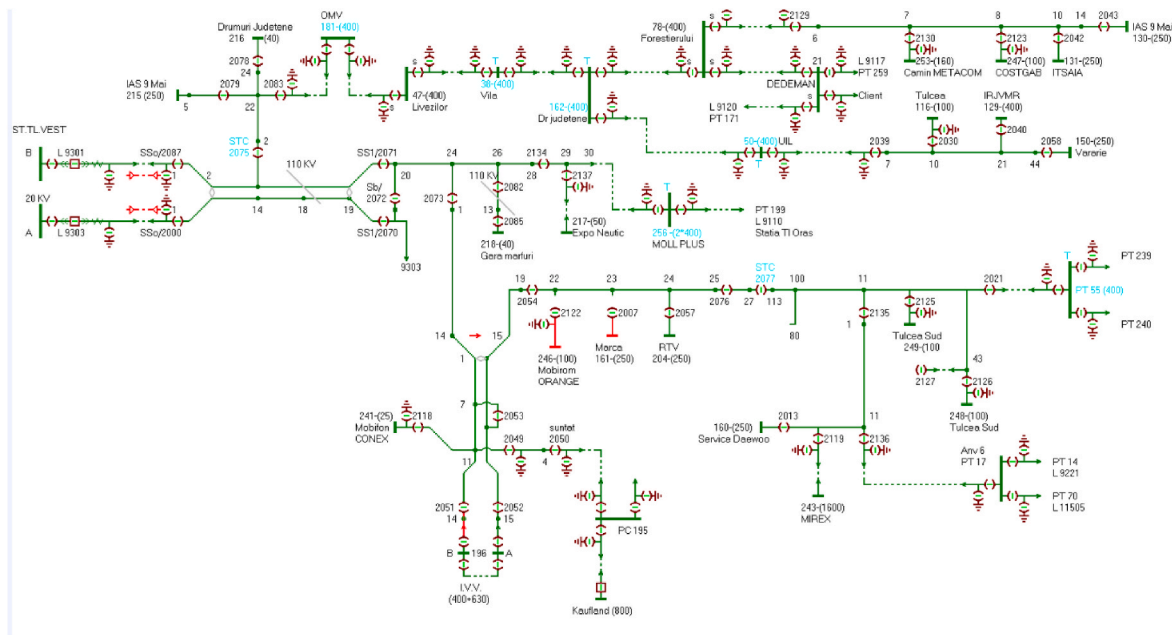 OMV
181-(400)
Drumuri Judetene
216
(40)
2078
24
IAS 9 Mai
215 (250)
5
2079
2083
22
STC
2075
2
s
47-(400)
Livezilor
s
T
38-(400)
Vila
T
162-(400)
Dr judetene
78-(400)
Forestierului
s
s
2129
6
7
2130
253-(160)
Camin METACOM
8
2123
247-(100)
COSTGAB
10
2042
131-(250)
ITSAIA
14
2043
IAS 9 Mai
130-(250)
21
DEDEMAN
s
L 9117
PT 259
Client
L 9120
PT 171
50-(400)
UIL
T
2039
7
Tulcea
116-(100)
2030
10
IRJVMR
129-(400)
2040
21
44
2058
150-(250)
Vararie
ST.TL.VEST
B
L 9301
1
SSo/2087
2
20 KV
A
L 9303
1
SSo/2000
110 KV
14
18
19
SS1/2071
20
Sb/
2072
SS1/2070
9303
24
2073
1
26
110 KV
2082
13
2085
218-(40)
Gara marfuri
2134
28
29
2137
217-(50)
Expo Nautic
30
T
256 -(2*400)
MOLL PLUS
PT 199
L 9110
Statia Tl Oras
14
15
1
19
2054
22
2122
246-(100)
Mobirom
ORANGE
23
2007
Marca
161-(250)
24
2057
RTV
204-(250)
25
2076
27
STC
2077
113
100
80
11
2135
1
2125
Tulcea Sud
249-(100
2021
T
PT 55 (400)
PT 239
PT 240
43
2127
2126
248-(100)
Tulcea Sud
7
2053
241-(25)
Mobifon
CONEX
2118
11
2049
suntat
2050
4
160-(250)
Service Daewoo
2013
11
2119
2136
243-(1600)
MIREX
Anv 6
PT 17
PT 14
L 9221
PT 70
L 11505
2051
14
2052
15
B
196
A
I.V.V.
(400+630)
PC 195
Kaufland (800)